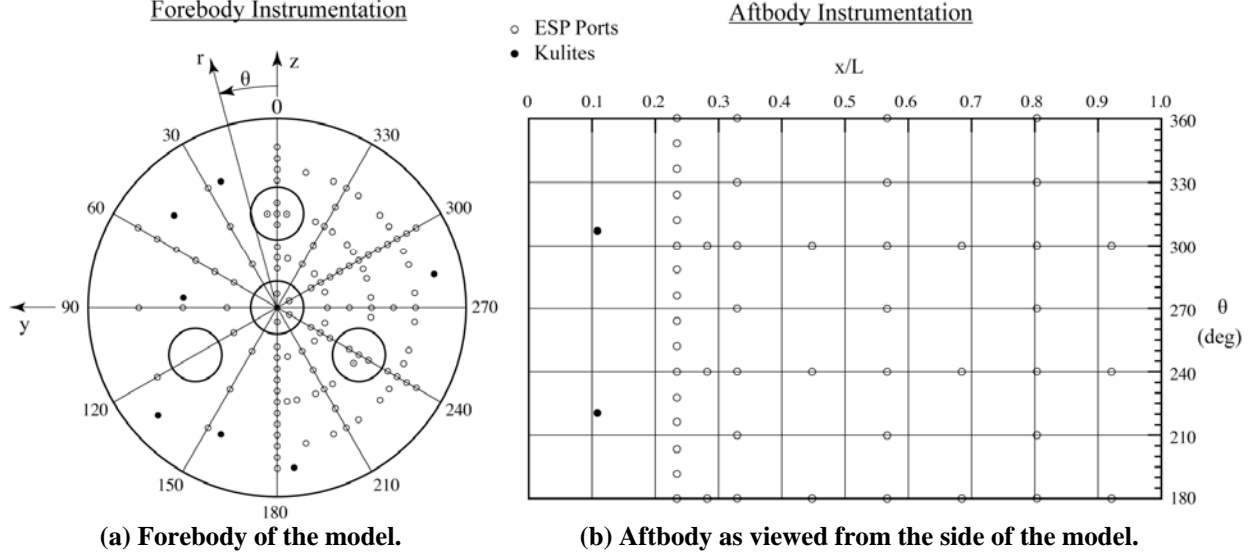 Forebody Instrumentation
r
θ
z
0
30
330
60
300
90
270
y
120
240
150
210
180
(a) Forebody of the model.
Aftbody Instrumentation
ESP Ports
Kulites
x/L
0 0.1 0.2 0.3 0.4 0.5 0.6 0.7 0.8 0.9 1.0
360
330
300
270
θ
(deg)
240
210
180
(b) Aftbody as viewed from the side of the model.